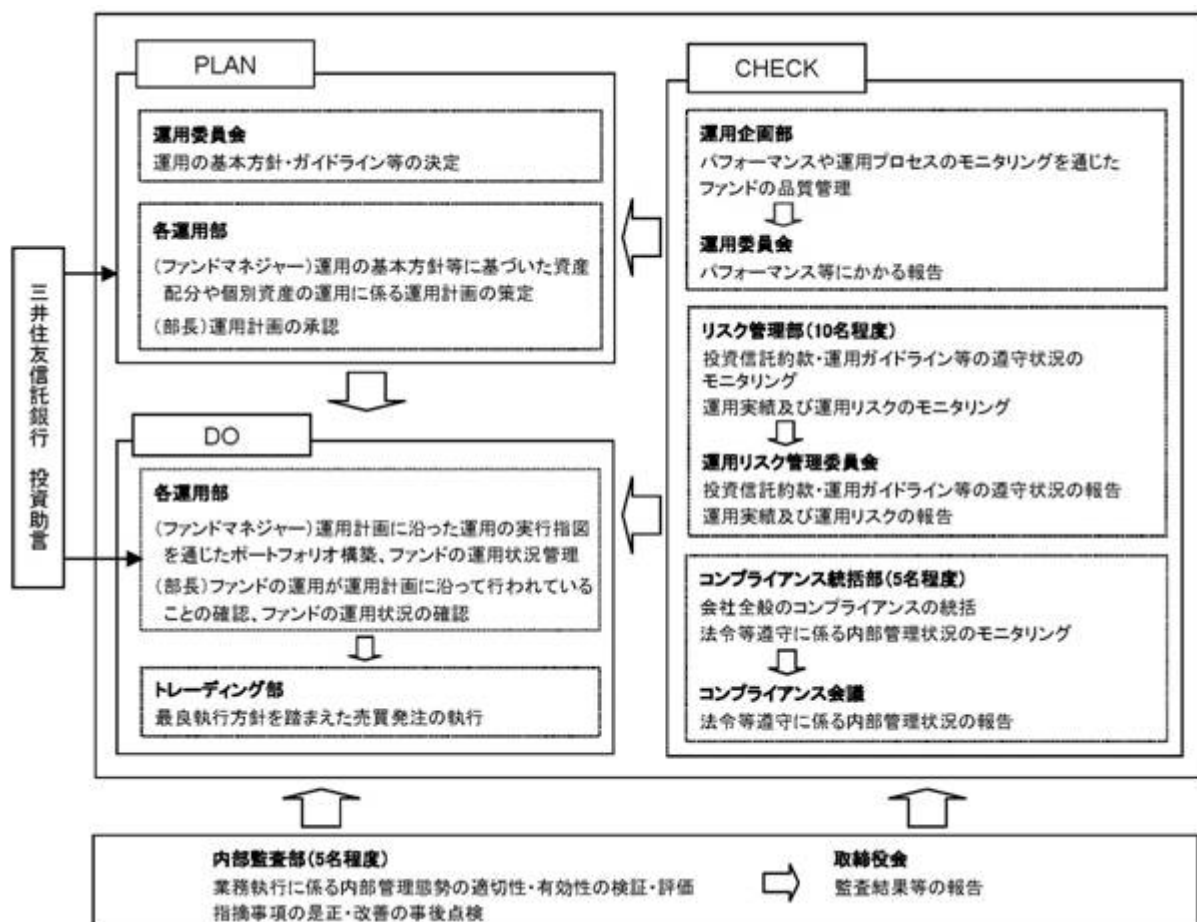 PLAN
運用委員会
運用の基本方針・ガイドライン等の決定
各運用部
(ファンドマネジャー)運用の基本方針等に基づいた資産
配分や個別資産の運用に係る運用計画の策定
(部長)運用計画の承認
三井住友信託銀行 投資助言
DO
各運用部
(ファンドマネジャー)運用計画に沿った運用の実行指図
を通じたポートフォリオ構築、ファンドの運用状況管理
(部長)ファンドの運用が運用計画に沿って行われている
ことの確認、ファンドの運用状況の確認
トレーディング部
最良執行方針を踏まえた売買発注の執行
CHECK
運用企画部
パフォーマンスや運用プロセスのモニタリングを通じた
ファンドの品質管理
運用委員会
パフォーマンス等にかかる報告
リスク管理部(10名程度)
投資信託約款・運用ガイドライン等の遵守状況の
モニタリング
運用実績及び運用リスクのモニタリング
運用リスク管理委員会
投資信託約款・運用ガイドライン等の遵守状況の報告
運用実績及び運用リスクの報告
コンプライアンス統括部(5名程度)
会社全般のコンプライアンスの統括
法令等遵守に係る内部管理状況のモニタリング
コンプライアンス会議
法令等遵守に係る内部管理状況の報告
内部監査部(5名程度)
業務執行に係る内部管理態勢の適切性・有効性の検証・評価
指摘事項の是正・改善の事後点検
取締役会
監査結果等の報告